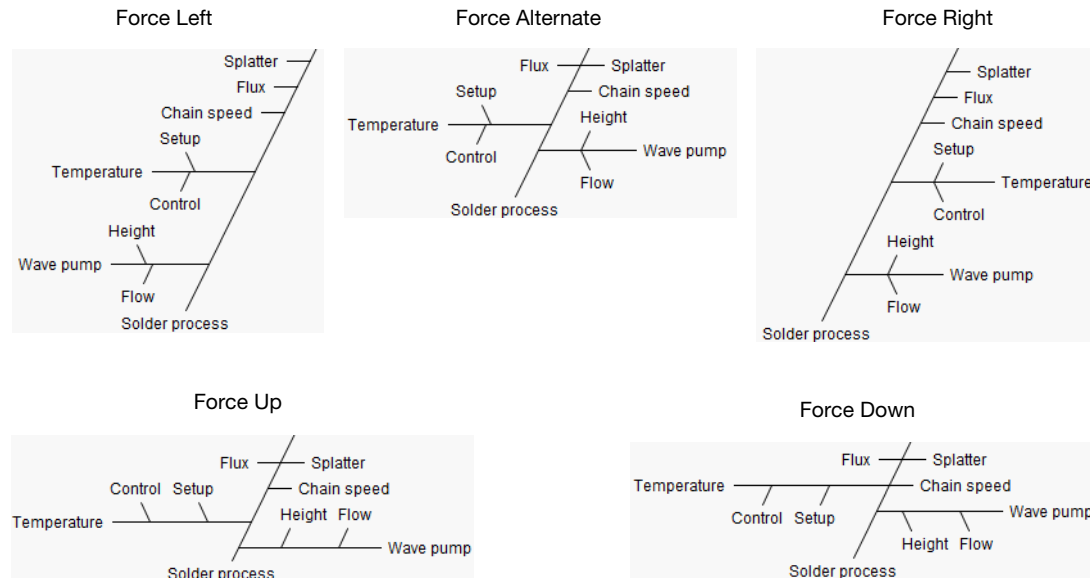 Force Left
Splatter
Flux
Chain speed
Setup
Temperature
Control
Height
Wave pump
Flow
Solder process
Force Alternate
Flux Splatter
Setup Chain speed
Temperature Height
Control Wave pump
Flow
Solder process
Force Right
Splatter
Flux
Chain speed
Setup
Temperature
Control
Height
Wave pump
Flow
Solder process
Force Up
Flux Splatter
Control Setup Chain speed
Temperature Height Flow
Wave pump
Solder process
Force Down
Flux Splatter
Temperature Chain speed
Control Setup Wave pump
Height Flow
Solder process